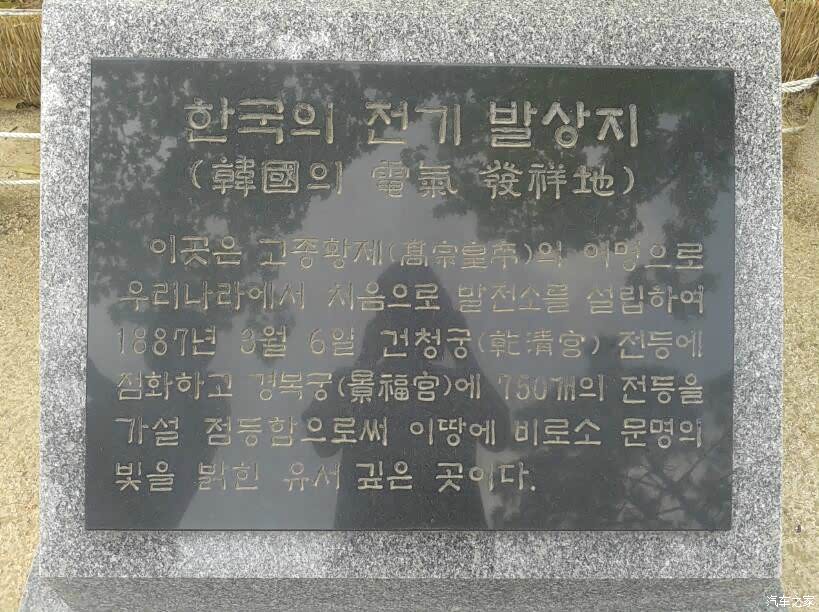 한국의 전기 발상지
(韓國의 電氣 發祥地)
이곳은 고종황제(高宗皇帝)의 어명으로
우리나라에서 처음으로 발전소를 설립하여
1887년 3월 6일 건청궁(乾清宮) 전등에
점화하고 경복궁(景福宮)에 750개의 전등을
가설 점등함으로써 이땅에 비로소 문명의
빛을 밝힌 유서 깊은 곳이다.
汽车之家